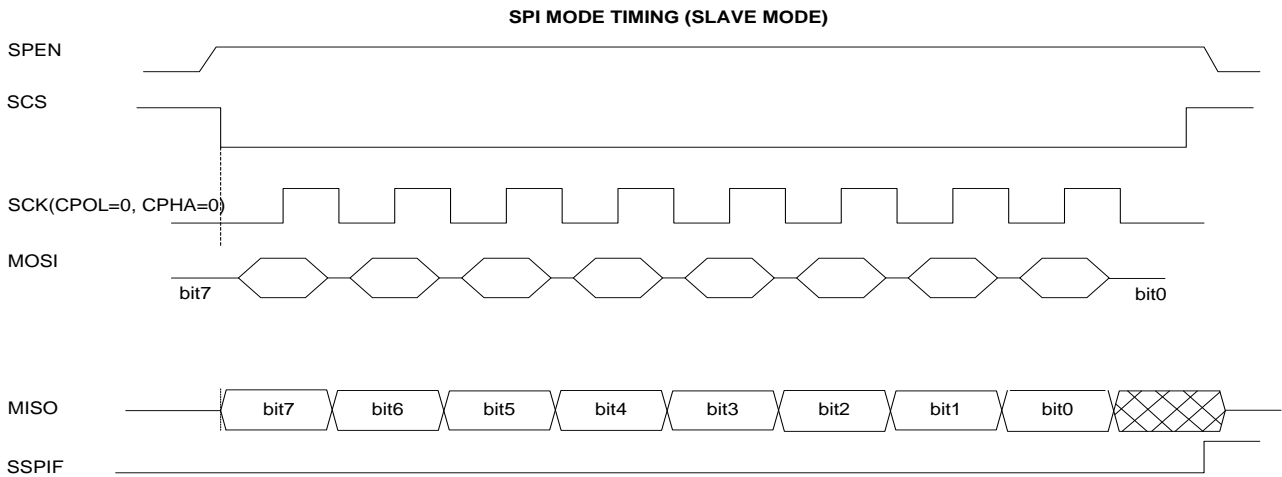 SPI MODE TIMING (SLAVE MODE)
SPEN
SCS
SCK(CPOL=0, CPHA=0)
MOSI
bit7 bit0
MISO bit7 bit6 bit5 bit4 bit3 bit2 bit1 bit0
SSPIF